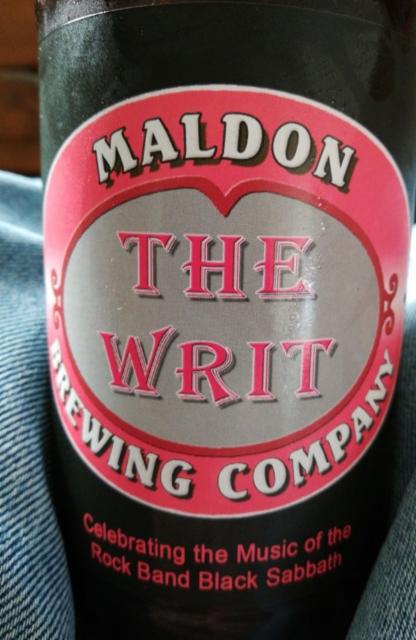 MALDON
THE
WRIT
BREWING COMPANY
Celebrating the Music of the
Rock Band Black Sabbath